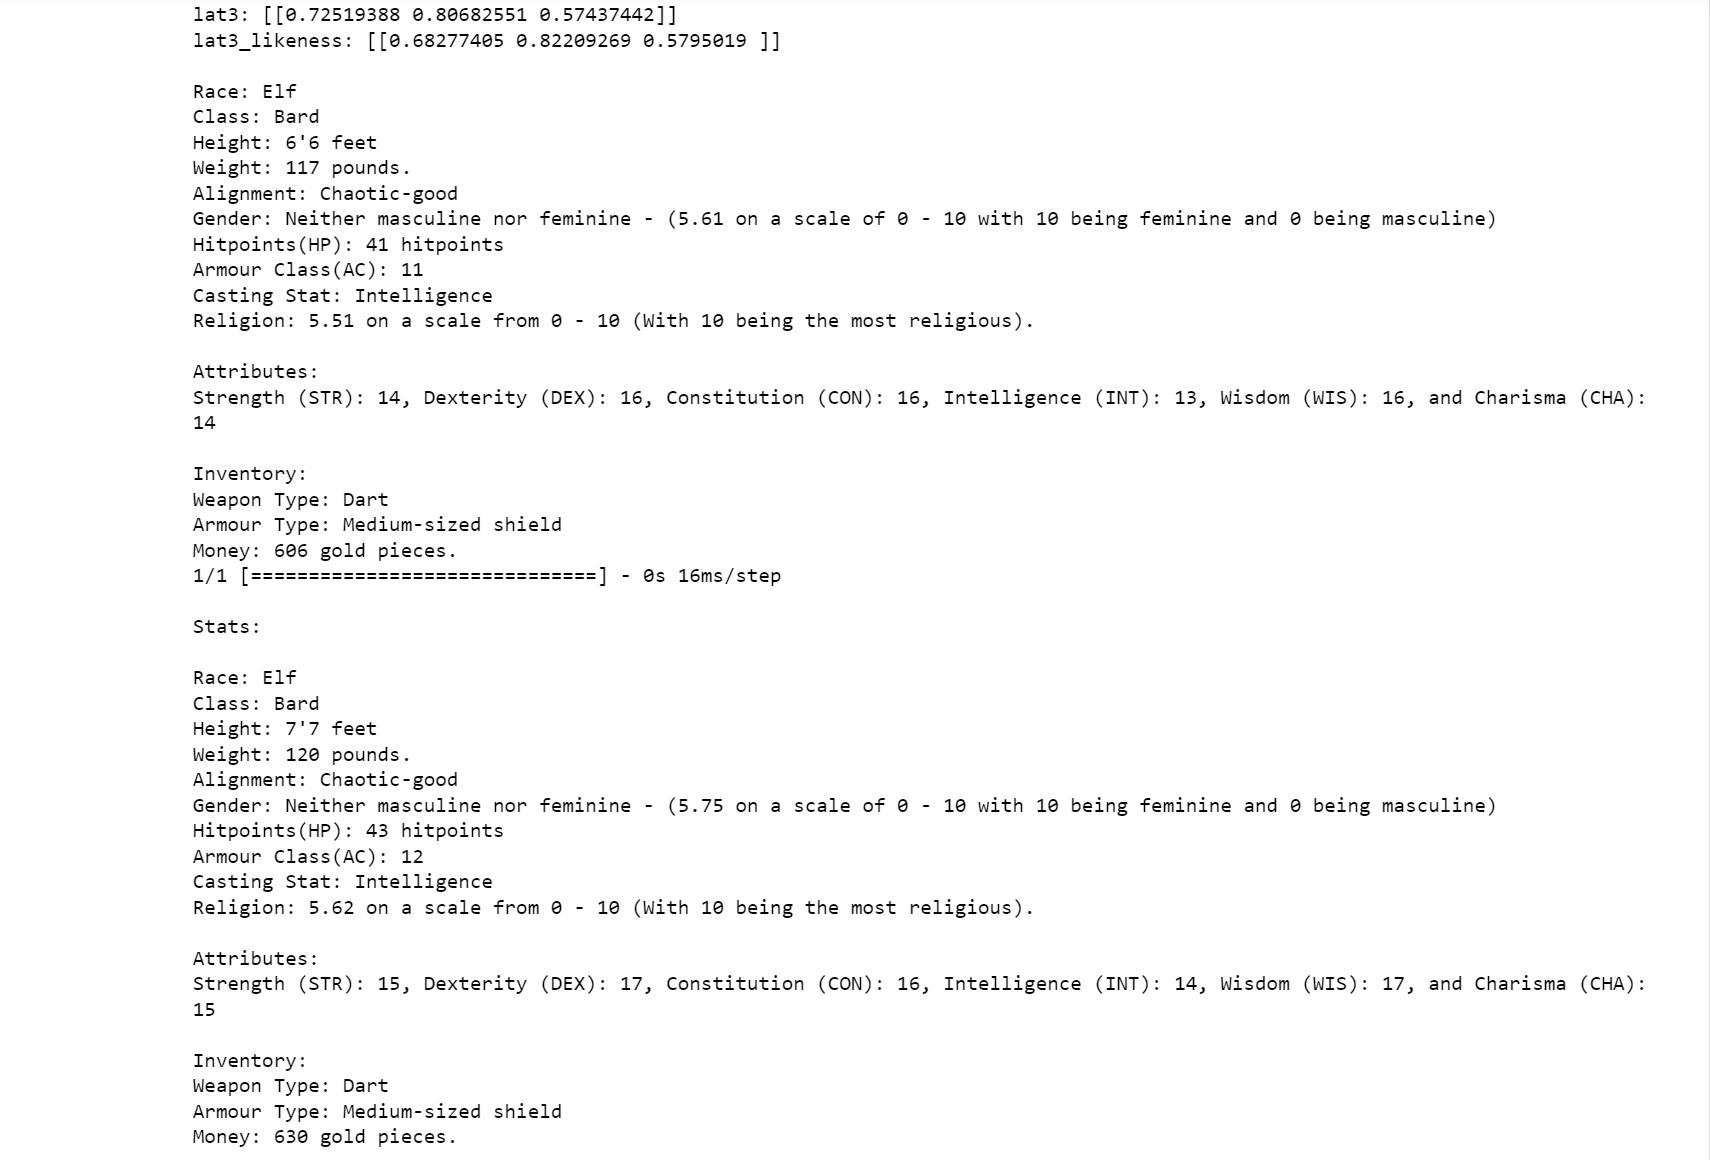 lat3: [[0.72519388 0.80682551 0.57437442]]
lat3_likeness: [[0.68277405 0.82209269 0.5795019 ]]
Race: Elf
Class: Bard
Height: 6'6 feet
Weight: 117 pounds.
Alignment: Chaotic-good
Gender: Neither masculine nor feminine - (5.61 on a scale of 0 - 10 with 10 being feminine and 0 being masculine)
Hitpoints(HP): 41 hitpoints
Armour Class(AC): 11
Casting Stat: Intelligence
Religion: 5.51 on a scale from 0 - 10 (With 10 being the most religious).
Attributes:
Strength (STR): 14, Dexterity (DEX): 16, Constitution (CON): 16, Intelligence (INT): 13, Wisdom (WIS): 16, and Charisma (CHA):
14
Inventory:
Weapon Type: Dart
Armour Type: Medium-sized shield
Money: 606 gold pieces.
1/1 [==============================] - 0s 16ms/step
Stats:
Race: Elf
Class: Bard
Height: 7'7 feet
Weight: 120 pounds.
Alignment: Chaotic-good
Gender: Neither masculine nor feminine - (5.75 on a scale of 0 - 10 with 10 being feminine and 0 being masculine)
Hitpoints(HP): 43 hitpoints
Armour Class(AC): 12
Casting Stat: Intelligence
Religion: 5.62 on a scale from 0 - 10 (With 10 being the most religious).
Attributes:
Strength (STR): 15, Dexterity (DEX): 17, Constitution (CON): 16, Intelligence (INT): 14, Wisdom (WIS): 17, and Charisma (CHA):
15
Inventory:
Weapon Type: Dart
Armour Type: Medium-sized shield
Money: 630 gold pieces.